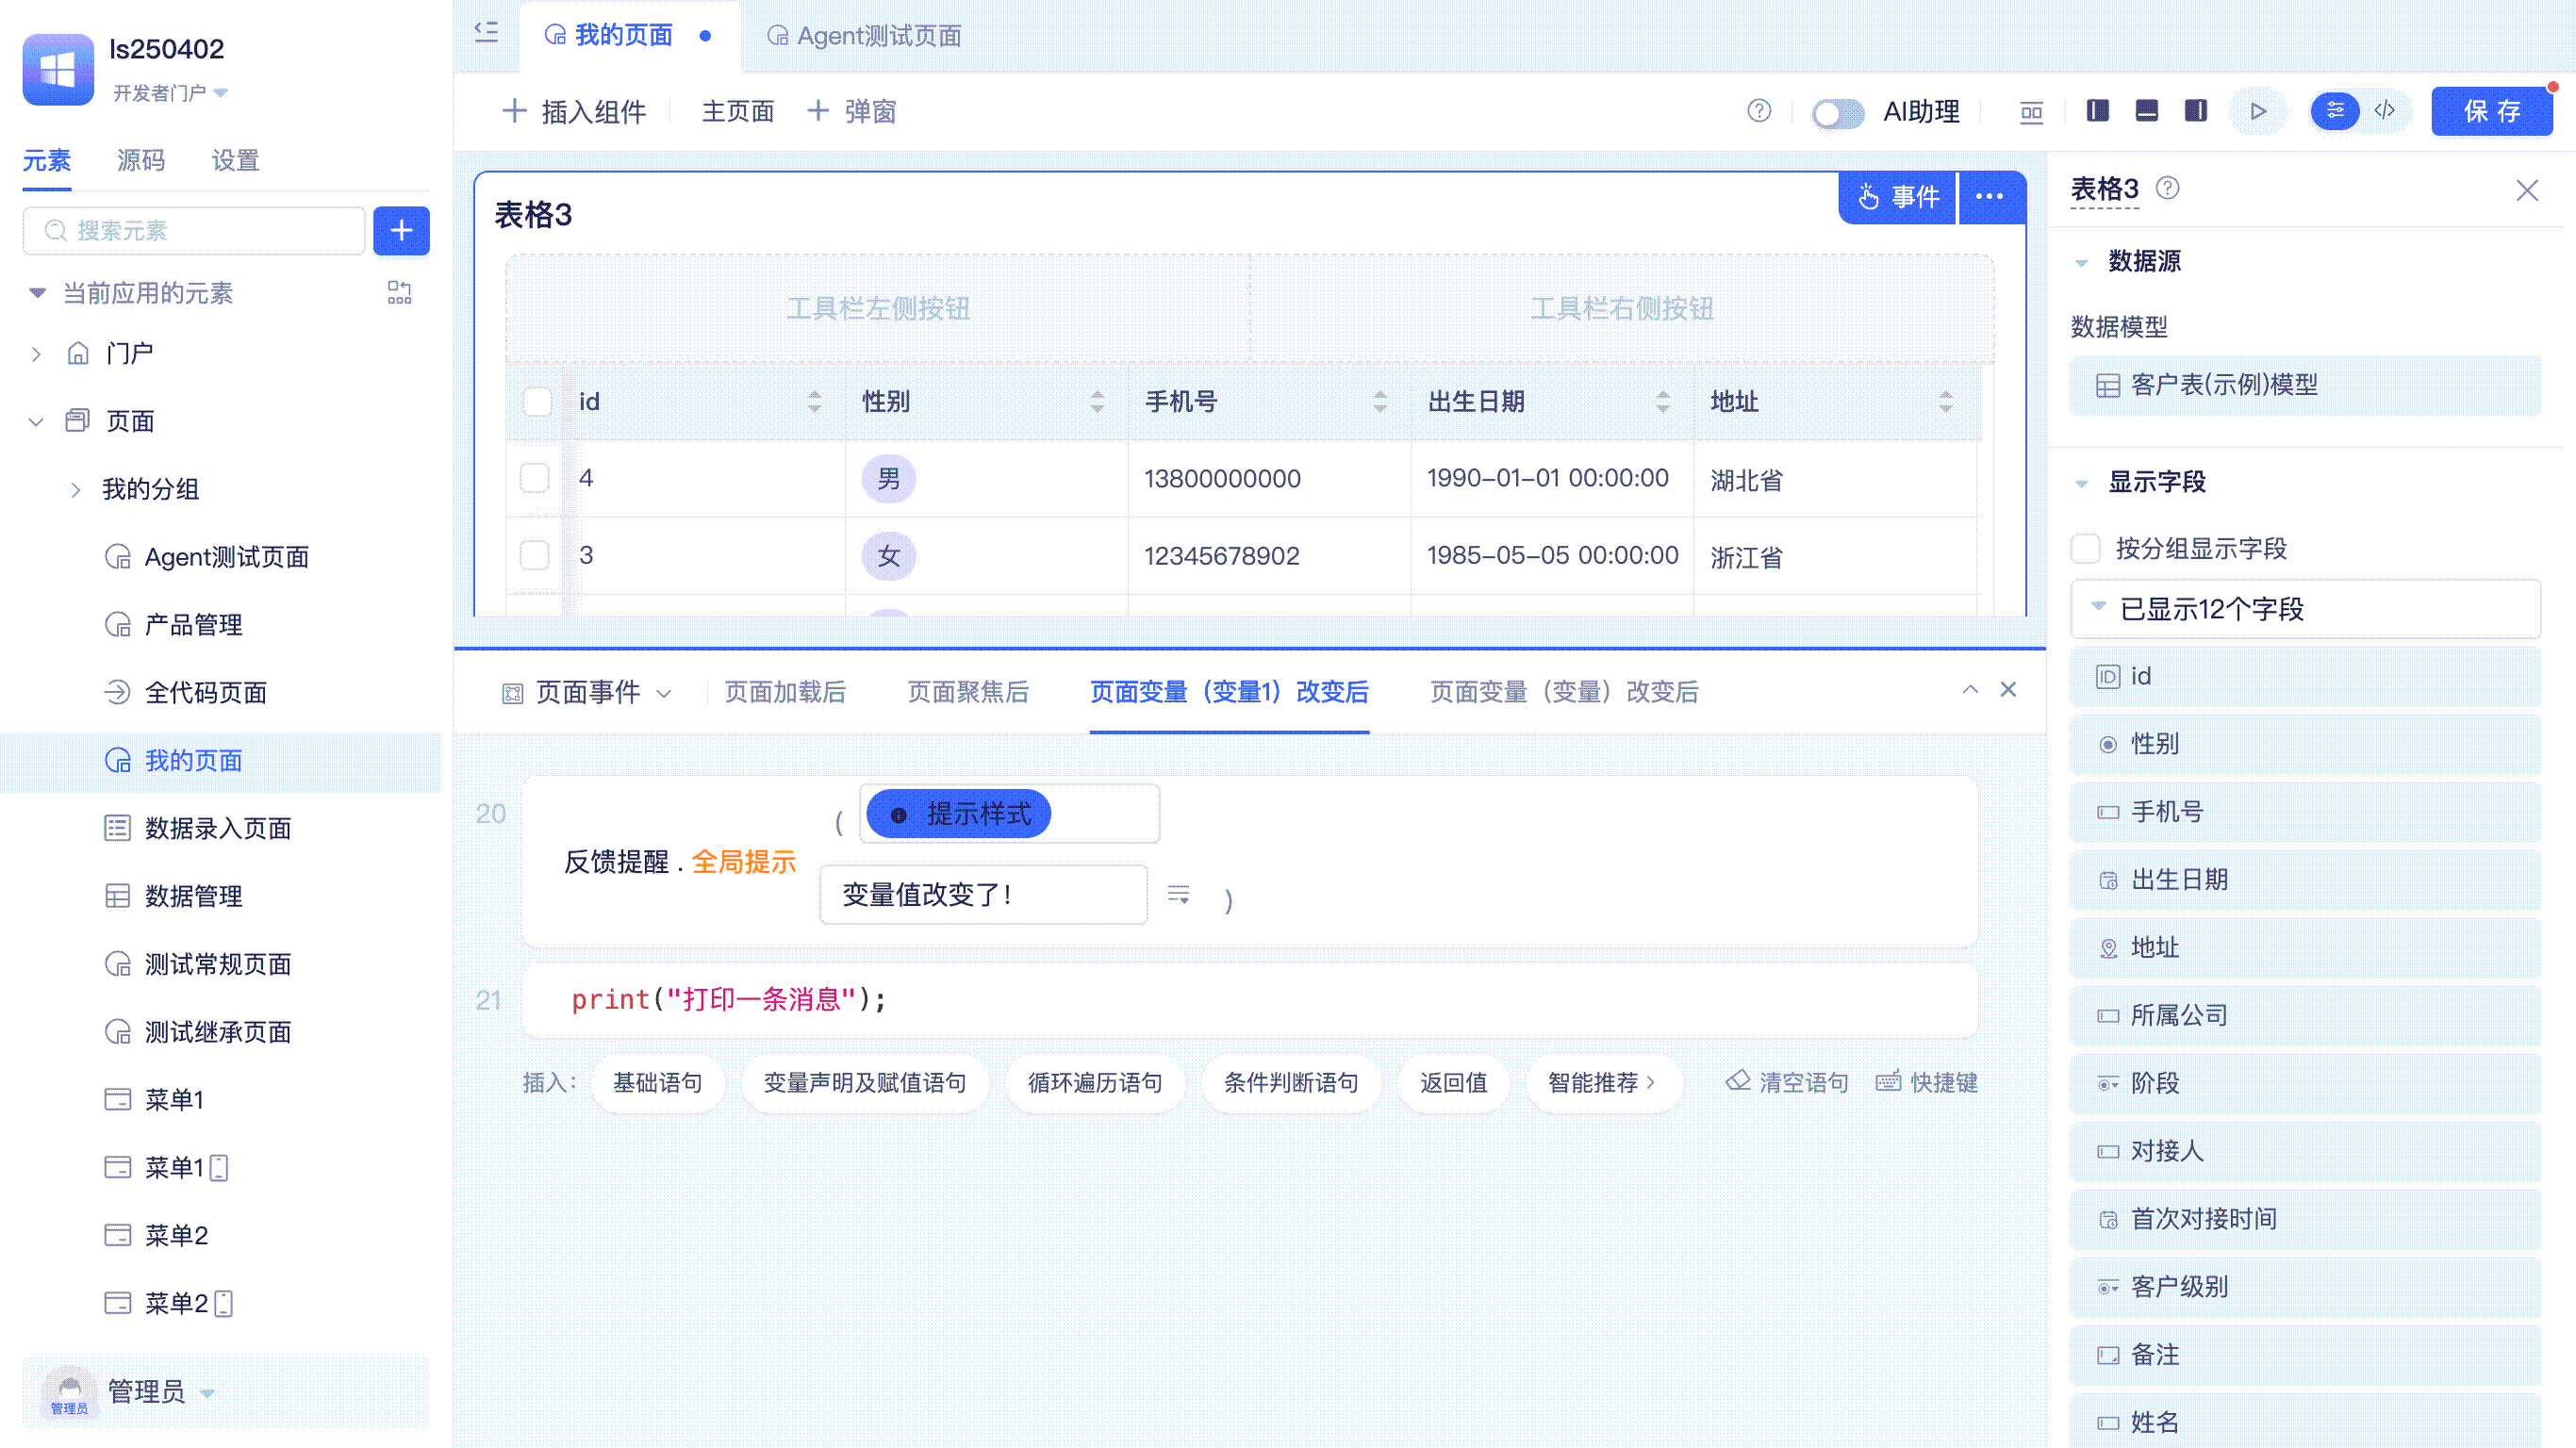 ls250402
开发者门户
元素 源码 设置
搜索元素
当前应用的元素
门户
页面
我的分组
Agent测试页面
产品管理
全代码页面
我的页面
数据录入页面
数据管理
测试常规页面
测试继承页面
菜单1
菜单1
菜单2
菜单2
管理员
管理员
我的页面 Agent测试页面
插入组件 主页面 弹窗
AI助理
保存
表格3
事件
工具栏左侧按钮 工具栏右侧按钮
id 性别 手机号 出生日期 地址
4 男 13800000000 1990-01-01 00:00:00 湖北省
3 女 12345678902 1985-05-05 00:00:00 浙江省
页面事件 页面加载后 页面聚焦后 页面变量（变量1）改变后 页面变量（变量）改变后
20
( 提示样式
反馈提醒 . 全局提示
变量值改变了! )
21 print("打印一条消息");
插入: 基础语句 变量声明及赋值语句 循环遍历语句 条件判断语句 返回值 智能推荐 清空语句 快捷键
表格3
数据源
数据模型
客户表(示例)模型
显示字段
按分组显示字段
已显示12个字段
id
性别
手机号
出生日期
地址
所属公司
阶段
对接人
首次对接时间
客户级别
备注
姓名